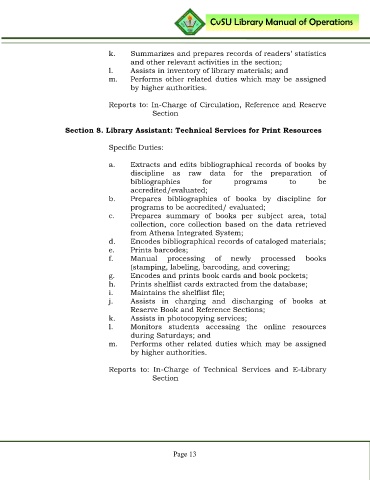 CvSU Library Manual of Operations
k. Summarizes and prepares records of readers' statistics
and other relevant activities in the section;
l. Assists in inventory of library materials; and
m. Performs other related duties which may be assigned
by higher authorities.
Reports to: In-Charge of Circulation, Reference and Reserve
Section
Section 8. Library Assistant: Technical Services for Print Resources
Specific Duties:
a. Extracts and edits bibliographical records of books by
discipline as raw data for the preparation of
bibliographies for programs to be
accredited/evaluated;
b. Prepares bibliographies of books by discipline for
programs to be accredited/ evaluated;
c. Prepares summary of books per subject area, total
collection, core collection based on the data retrieved
from Athena Integrated System;
d. Encodes bibliographical records of cataloged materials;
e. Prints barcodes;
f. Manual processing of newly processed books
(stamping, labeling, barcoding, and covering;
g. Encodes and prints book cards and book pockets;
h. Prints shelflist cards extracted from the database;
i. Maintains the shelflist file;
j. Assists in charging and discharging of books at
Reserve Book and Reference Sections;
k. Assists in photocopying services;
l. Monitors students accessing the online resources
during Saturdays; and
m. Performs other related duties which may be assigned
by higher authorities.
Reports to: In-Charge of Technical Services and E-Library
Section
Page 13